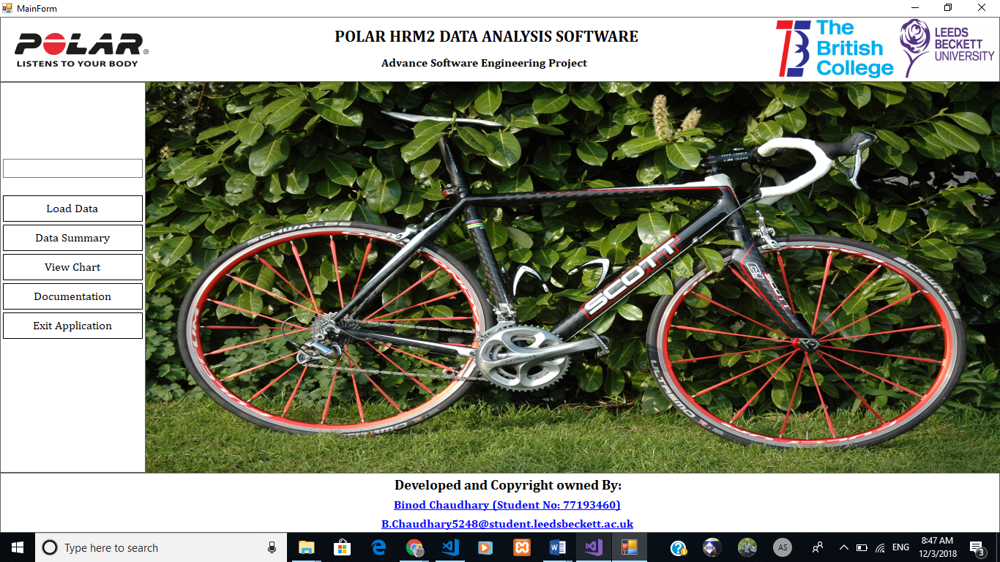 MainForm
POLAR®
LISTENS TO YOUR BODY
POLAR HRM2 DATA ANALYSIS SOFTWARE
Advance Software Engineering Project
The
British
College
LEEDS
BECKETT
UNIVERSITY
Load Data
Data Summary
View Chart
Documentation
Exit Application
SCHWALBE
SCOTT
SCOTT
SCHWALBE
ULTREMO
Developed and Copyright owned By:
Binod Chaudhary (Student No: 77193460)
B.Chaudhary5248@student.leedsbeckett.ac.uk
Type here to search
AS
ENG
8:47 AM
12/3/2018
3